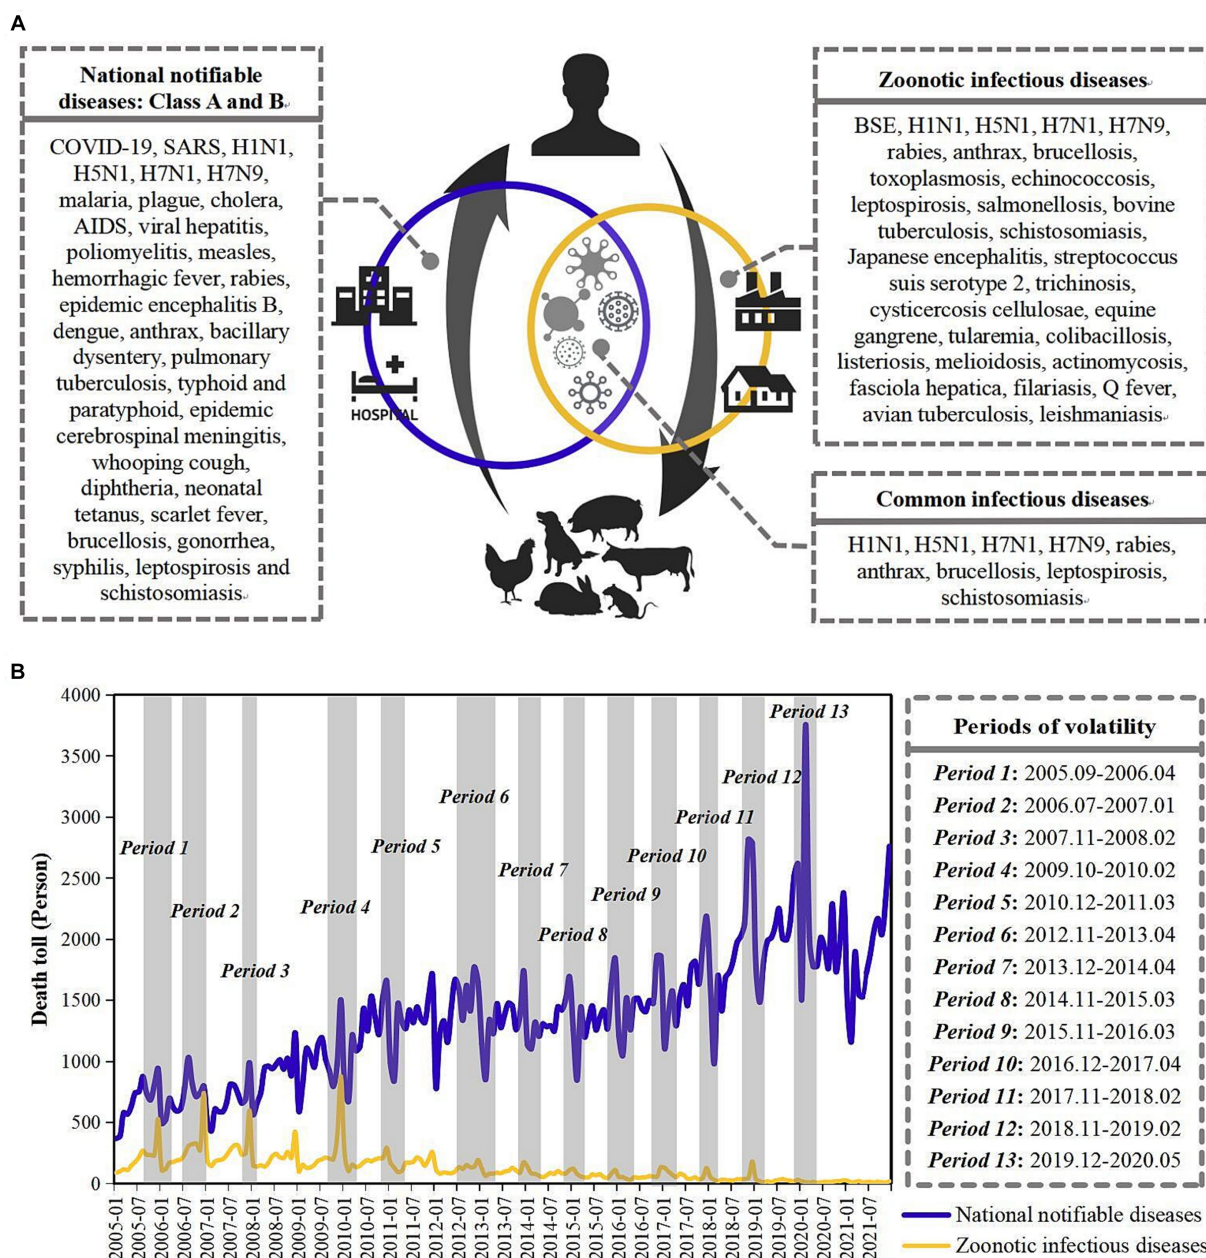 A
National notifiable
diseases: Class A and B
COVID-19, SARS, H1N1,
H5N1, H7N1, H7N9,
malaria, plague, cholera,
AIDS, viral hepatitis,
poliomyelitis, measles,
hemorrhagic fever, rabies,
epidemic encephalitis B,
dengue, anthrax, bacillary
dysentery, pulmonary
tuberculosis, typhoid and
paratyphoid, epidemic
cerebrospinal meningitis,
whooping cough,
diphtheria, neonatal
tetanus, scarlet fever,
brucellosis, gonorrhea,
syphilis, leptospirosis and
schistosomiasis
HOSPITAL
Zoonotic infectious diseases
BSE, H1N1, H5N1, H7N1, H7N9,
rabies, anthrax, brucellosis,
toxoplasmosis, echinococcosis,
leptospirosis, salmonellosis, bovine
tuberculosis, schistosomiasis,
Japanese encephalitis, streptococcus
suis serotype 2, trichinosis,
cysticercosis cellulosae, equine
gangrene, tularemia, colibacillosis,
listeriosis, melioidosis, actinomycosis,
fasciola hepatica, filariasis, Q fever,
avian tuberculosis, leishmaniasis
Common infectious diseases
H1N1, H5N1, H7N1, H7N9, rabies,
anthrax, brucellosis, leptospirosis,
schistosomiasis
B
Death toll (Person)
4000
3500
3000
2500
2000
1500
1000
500
0
Period 1
Period 2
Period 3
Period 4
Period 5
Period 6
Period 7
Period 8
Period 9
Period 10
Period 11
Period 12
Period 13
2005-01
2005-07
2006-01
2006-07
2007-01
2007-07
2008-01
2008-07
2009-01
2009-07
2010-01
2010-07
2011-01
2011-07
2012-01
2012-07
2013-01
2013-07
2014-01
2014-07
2015-01
2015-07
2016-01
2016-07
2017-01
2017-07
2018-01
2018-07
2019-01
2019-07
2020-01
2020-07
2021-01
2021-07
Periods of volatility
Period 1: 2005.09-2006.04
Period 2: 2006.07-2007.01
Period 3: 2007.11-2008.02
Period 4: 2009.10-2010.02
Period 5: 2010.12-2011.03
Period 6: 2012.11-2013.04
Period 7: 2013.12-2014.04
Period 8: 2014.11-2015.03
Period 9: 2015.11-2016.03
Period 10: 2016.12-2017.04
Period 11: 2017.11-2018.02
Period 12: 2018.11-2019.02
Period 13: 2019.12-2020.05
National notifiable diseases
Zoonotic infectious diseases